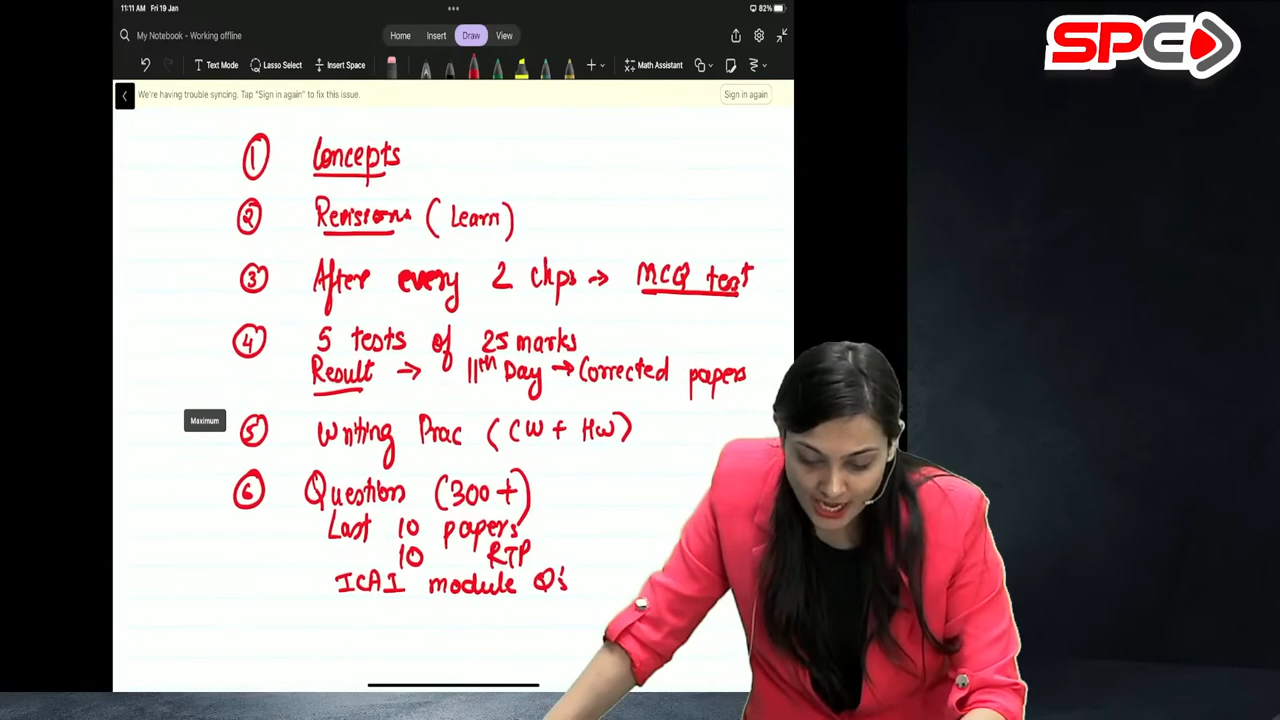 11:11 AM Fri 19 Jan
82%
SPED
My Notebook - Working offline
Home Insert Draw View
Text Mode Lasso Select Insert Space Math Assistant
We're having trouble syncing. Tap "Sign in again" to fix this issue.
Sign in again
1 Concepts
2 Revisions (Learn)
3 After every 2 chps → MCQ test
4 5 tests of 25 marks
Result → 11th Day → Corrected papers
Maximum
5 Writing Prac (CW + HW)
6 Question (300+)
Last 10 papers
10 RTP
ICAI module Q's